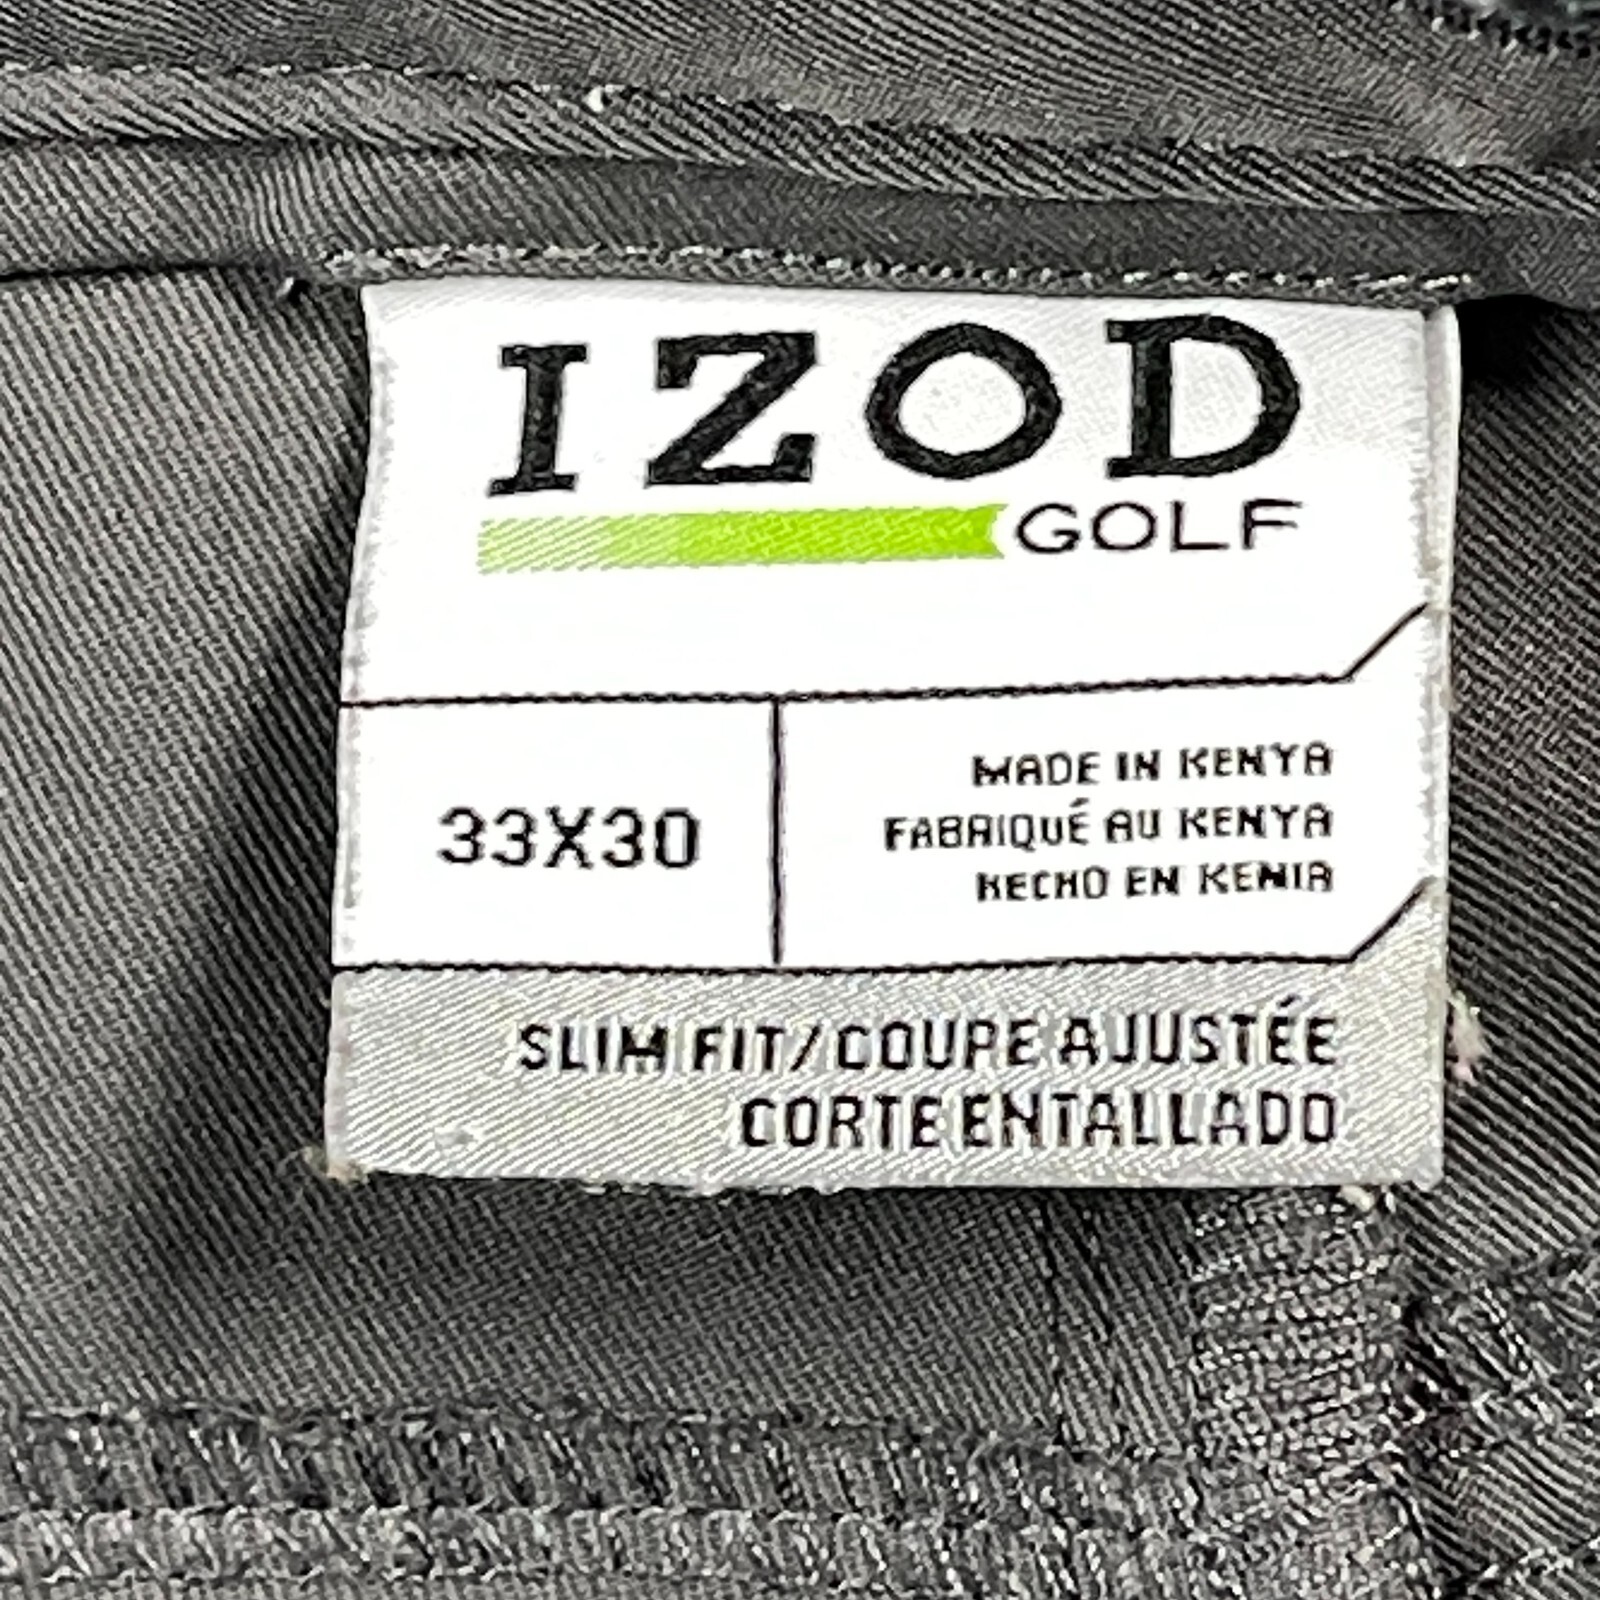 IZOD
GOLF
33X30
MADE IN KENYA
FABRIQUÉ AU KENYA
HECHO EN KENIA
SLIM FIT/COUPE AJUSTÉE
CORTE ENTALLADO